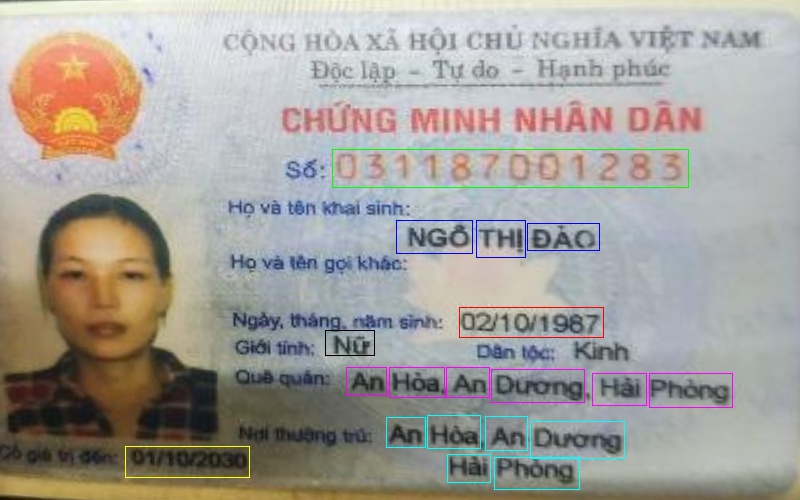 CỘNG HÒA XÃ HỘI CHỦ NGHĨA VIỆT NAM
Độc lập - Tự do - Hạnh phúc
CHỨNG MINH NHÂN DÂN
Số: 031187001283
Họ và tên khai sinh:
NGÔ THỊ ĐÀO
Họ và tên gọi khác:
Ngày, tháng, năm sinh: 02/10/1987
Giới tính: Nữ Dân tộc: Kinh
Quê quán: An Hòa, An Dương, Hải Phòng
Nơi thường trú: An Hòa, An Dương
Hải Phòng
Có giá trị đến: 01/10/2030